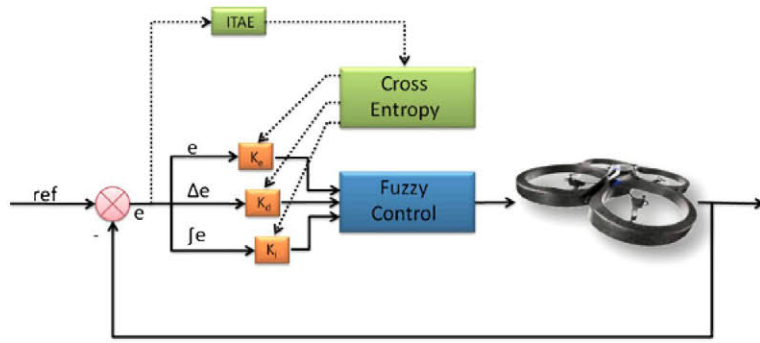 ITAE
Cross
Entropy
e
Ke
ref
e
Δe
Kd
Fuzzy
Control
-
∫e
Ki